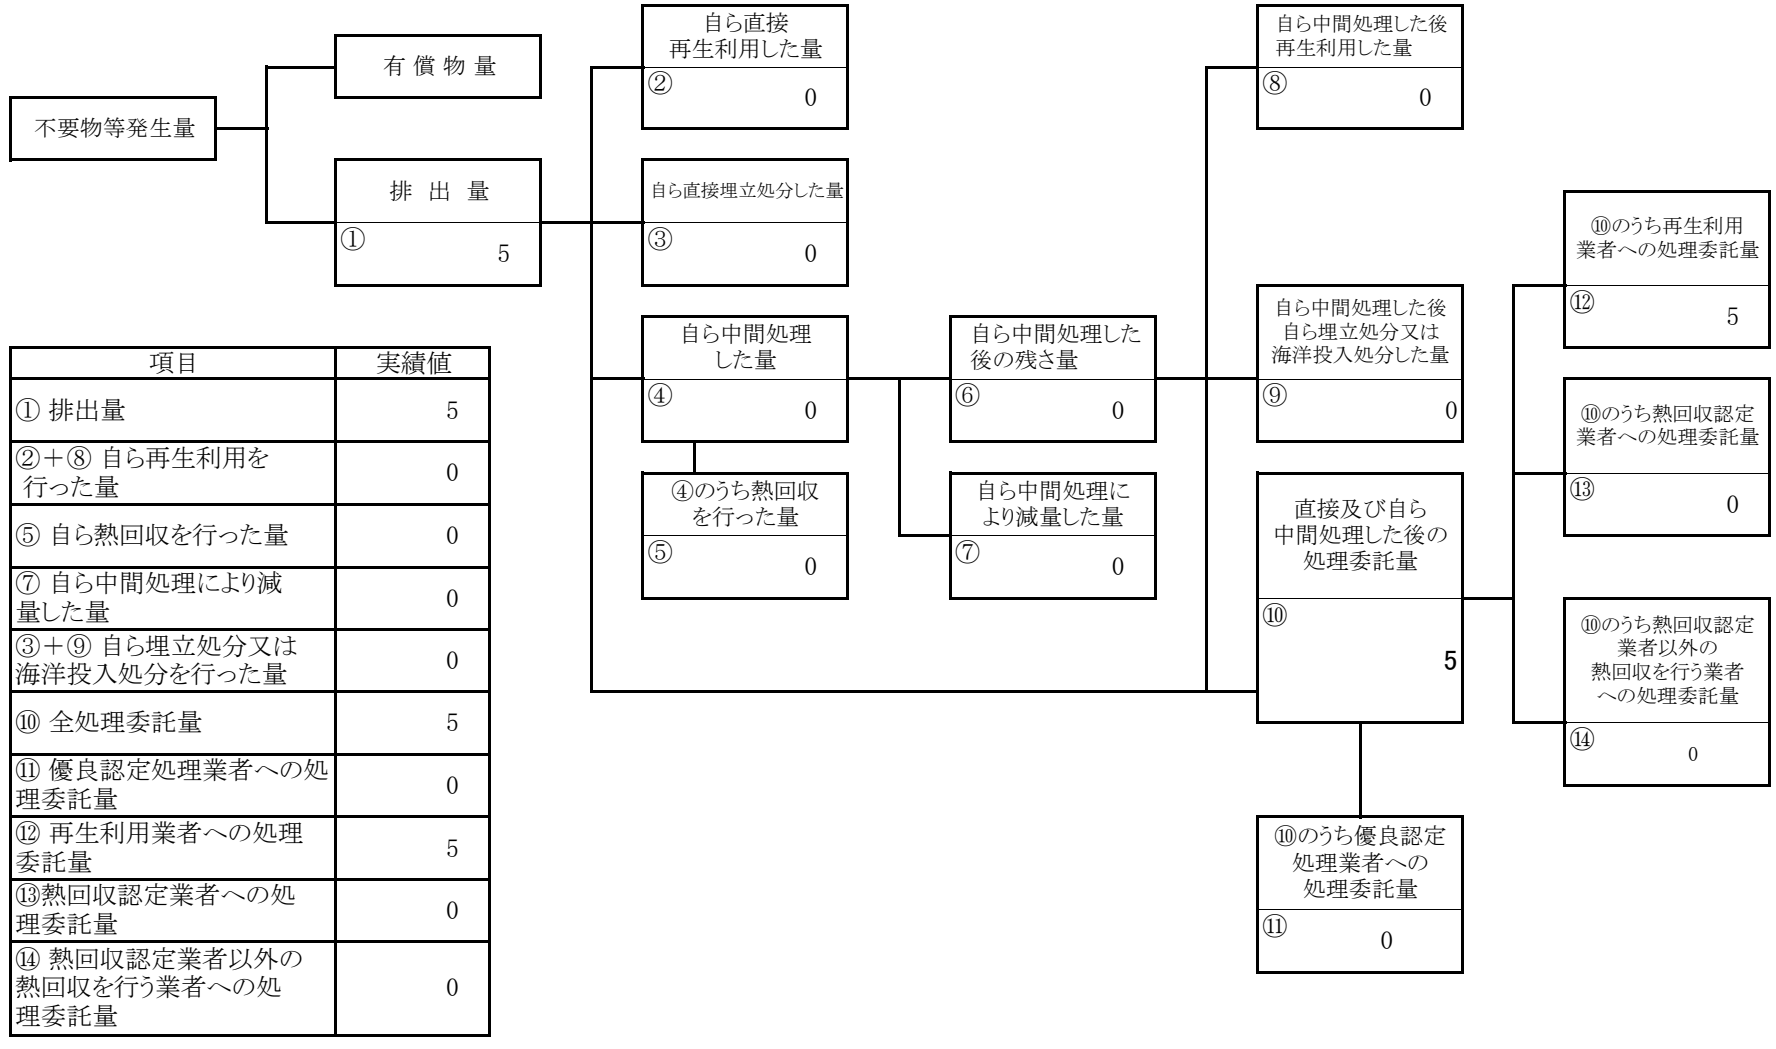 自ら直接
再生利用した量
② 0
自ら中間処理した後
再生利用した量
⑧ 0
有 償 物 量
不要物等発生量
排 出 量
① 5
自ら直接埋立処分した量
③ 0
⑩のうち再生利用
業者への処理委託量
⑫ 5
自ら中間処理
した量
④ 0
自ら中間処理した
後の残さ量
⑥ 0
自ら中間処理した後
自ら埋立処分又は
海洋投入処分した量
⑨ 0
⑩のうち熱回収認定
業者への処理委託量
⑬ 0
④のうち熱回収
を行った量
⑤ 0
自ら中間処理に
より減量した量
⑦ 0
直接及び自ら
中間処理した後の
処理委託量
⑩ 5
⑩のうち熱回収認定
業者以外の
熱回収を行う業者
への処理委託量
⑭ 0
⑩のうち優良認定
処理業者への
処理委託量
⑪ 0
項目 実績値
① 排出量 5
②＋⑧ 自ら再生利用を
行った量 0
⑤ 自ら熱回収を行った量 0
⑦ 自ら中間処理により減
量した量 0
③＋⑨ 自ら埋立処分又は
海洋投入処分を行った量 0
⑩ 全処理委託量 5
⑪ 優良認定処理業者への処
理委託量 0
⑫ 再生利用業者への処理
委託量 5
⑬熱回収認定業者への処
理委託量 0
⑭ 熱回収認定業者以外の
熱回収を行う業者への処
理委託量 0